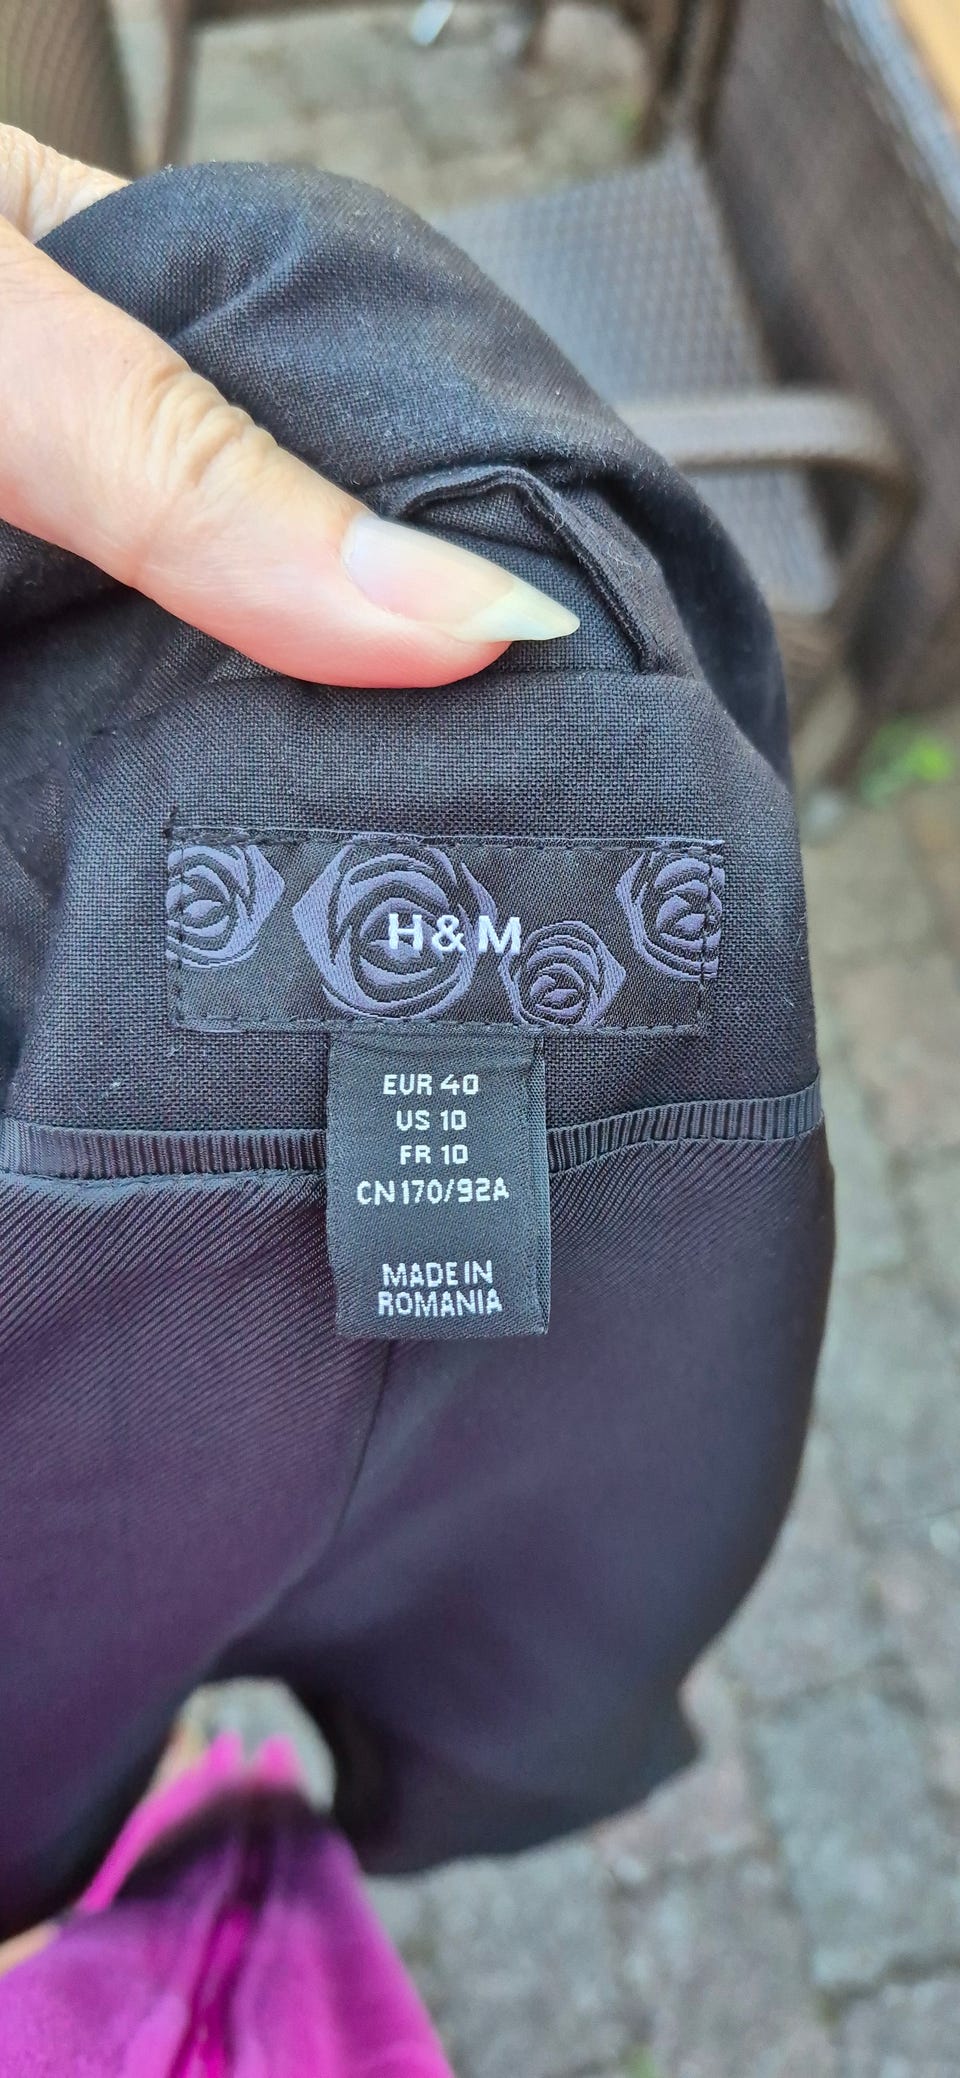 H&M
EUR 40
US 10
FR 10
CN 170/92A
MADE IN
ROMANIA